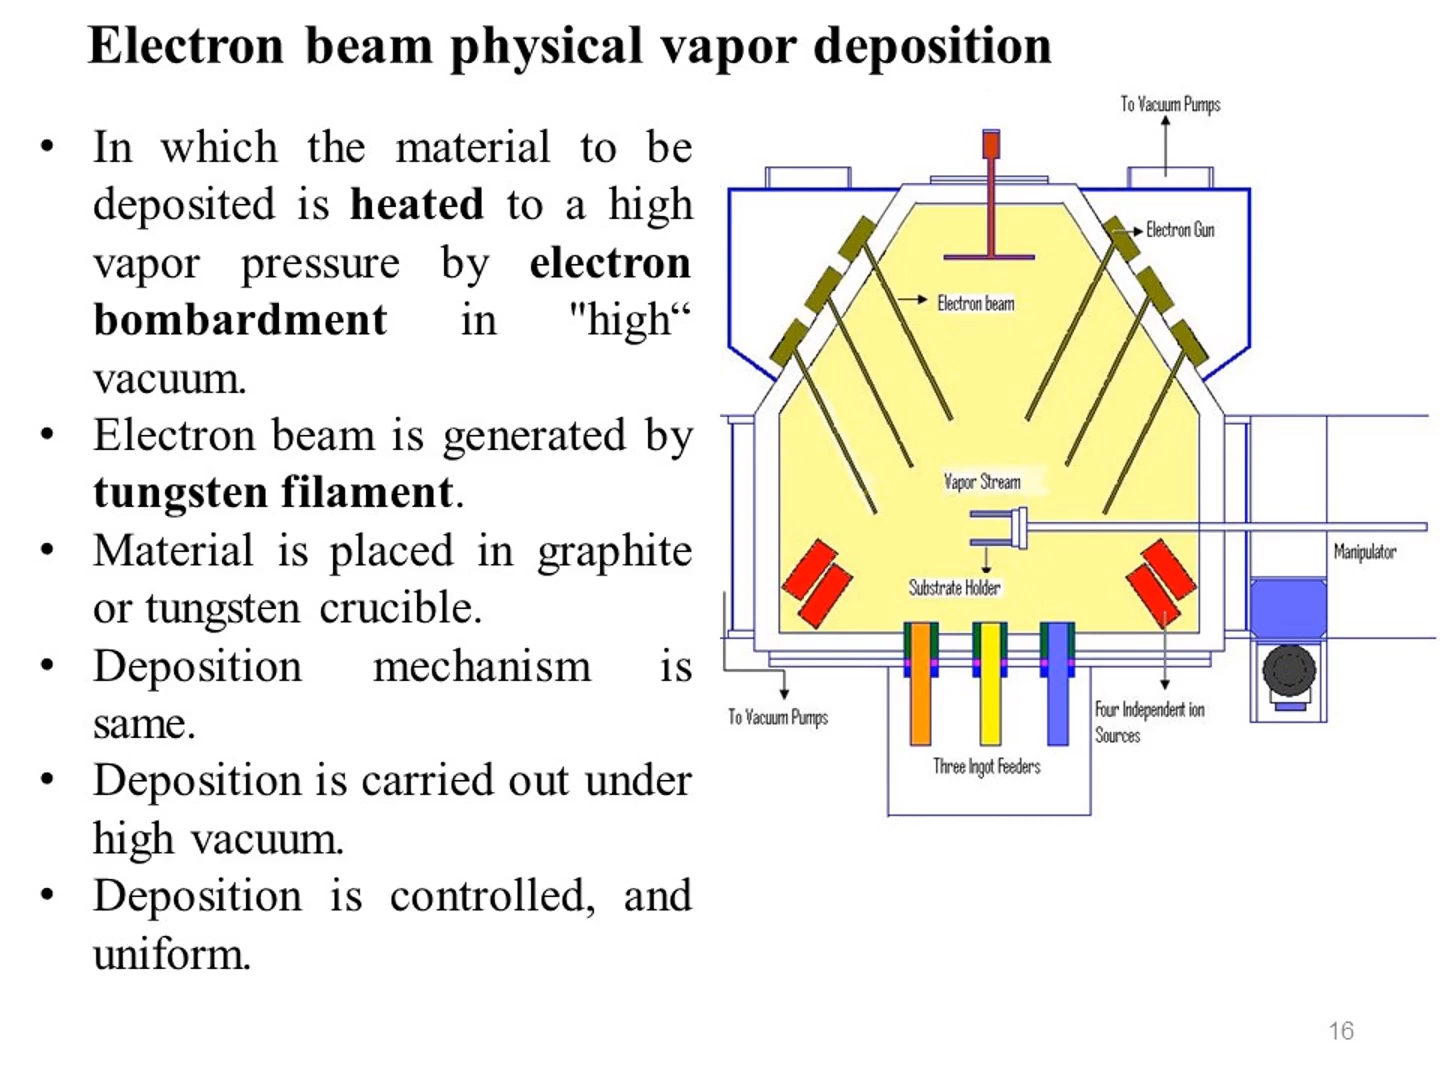 Electron beam physical vapor deposition
• In which the material to be
deposited is heated to a high
vapor pressure by electron
bombardment in "high“
vacuum.
• Electron beam is generated by
tungsten filament.
• Material is placed in graphite
or tungsten crucible.
• Deposition mechanism is
same.
• Deposition is carried out under
high vacuum.
• Deposition is controlled, and
uniform.
To Vacuum Pumps
Electron Gun
Electron beam
Vapor Stream
Manipulator
Substrate Holder
To Vacuum Pumps
Four Independent ion
Sources
Three Ingot Feeders
16